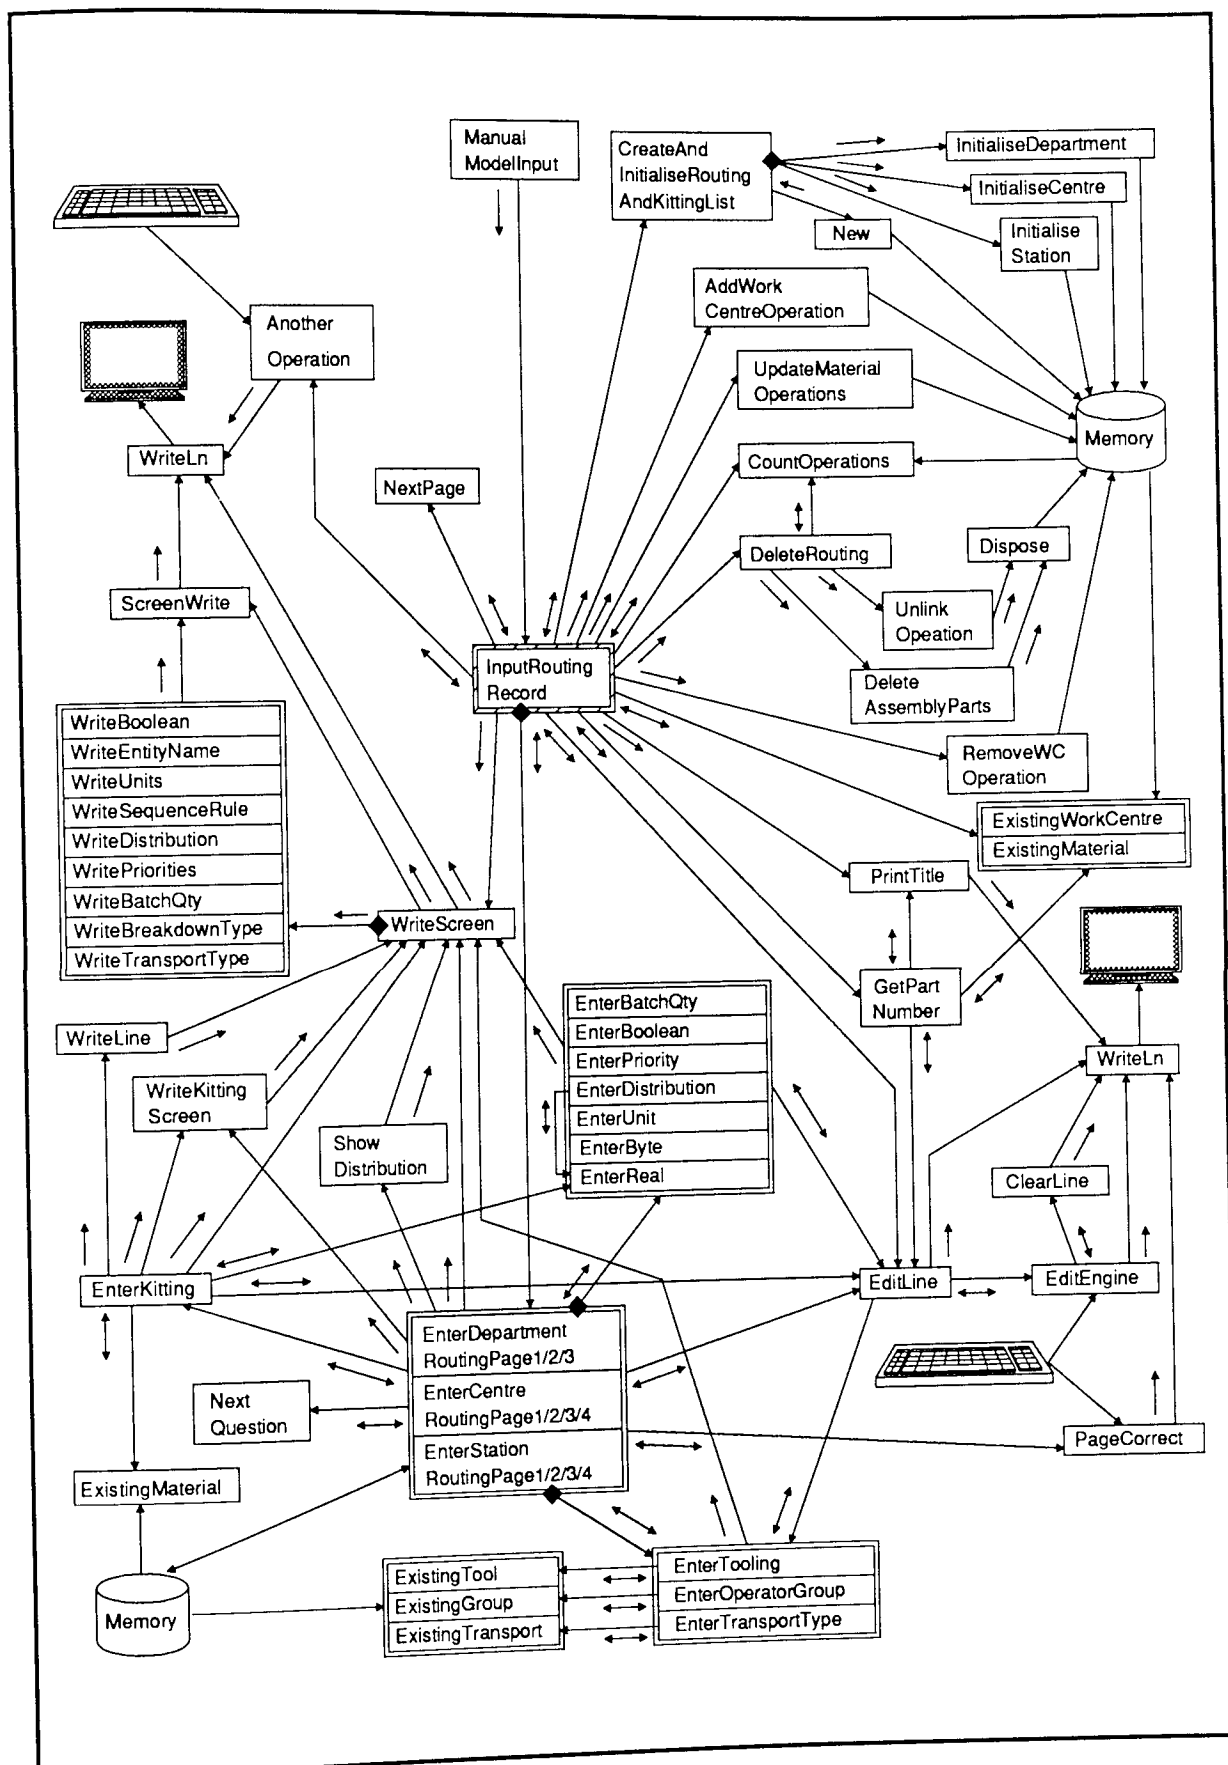 Manual
ModelInput
CreateAnd
InitialiseRouting
AndKittingList
InitialiseDepartment
InitialiseCentre
New
Initialise
Station
AddWork
CentreOperation
Another
Operation
UpdateMaterial
Operations
Memory
WriteLn
CountOperations
NextPage
DeleteRouting
Dispose
ScreenWrite
Unlink
Opeation
InputRouting
Record
Delete
AssemblyParts
WriteBoolean
WriteEntityName
WriteUnits
WriteSequenceRule
WriteDistribution
WritePriorities
WriteBatchQty
WriteBreakdownType
WriteTransportType
RemoveWC
Operation
ExistingWorkCentre
ExistingMaterial
PrintTitle
WriteScreen
GetPart
Number
EnterBatchQty
EnterBoolean
EnterPriority
EnterDistribution
EnterUnit
EnterByte
EnterReal
WriteLine
WriteLn
WriteKitting
Screen
Show
Distribution
ClearLine
EnterKitting
EditLine
EditEngine
EnterDepartment
RoutingPage1/2/3
EnterCentre
RoutingPage1/2/3/4
EnterStation
RoutingPage1/2/3/4
Next
Question
PageCorrect
ExistingMaterial
Memory
ExistingTool
ExistingGroup
ExistingTransport
EnterTooling
EnterOperatorGroup
EnterTransportType